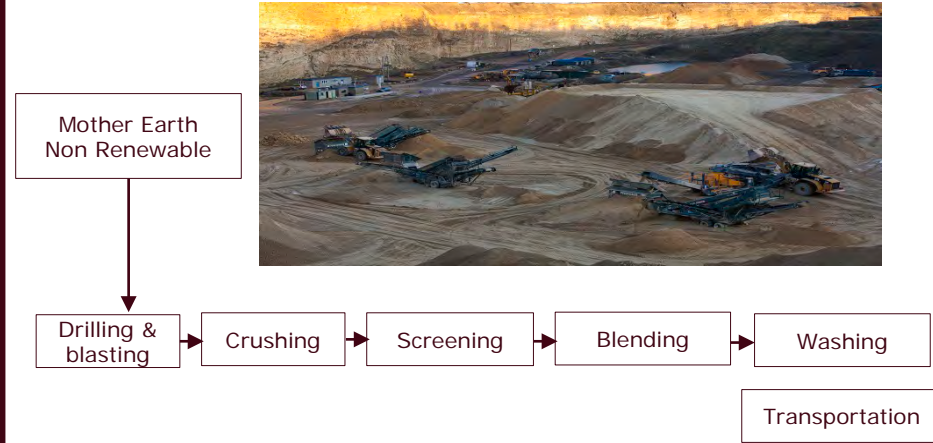 Mother Earth
Non Renewable
Drilling &
blasting
Crushing
Screening
Blending
Washing
Transportation